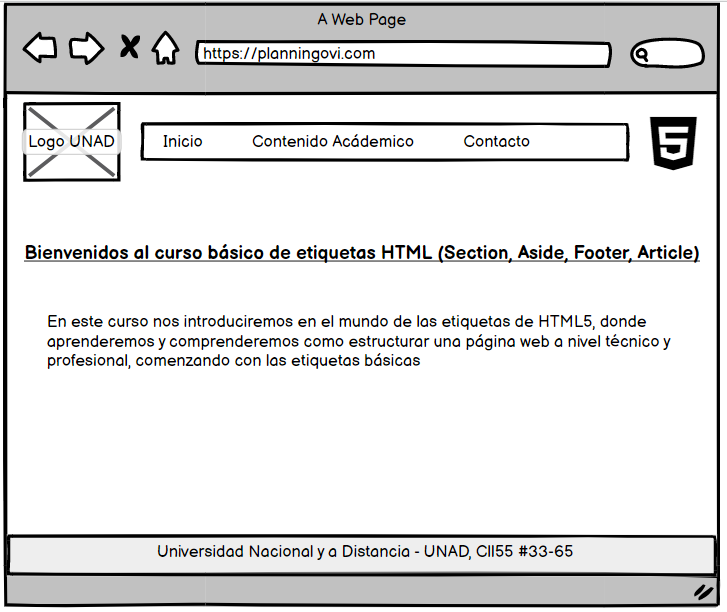 A Web Page
https://planningovi.com
Logo UNAD
Inicio Contenido Acádemico Contacto
5
Bienvenidos al curso básico de etiquetas HTML (Section, Aside, Footer, Article)
En este curso nos introduciremos en el mundo de las etiquetas de HTML5, donde
aprenderemos y comprenderemos como estructurar una página web a nivel técnico y
profesional, comenzando con las etiquetas básicas
Universidad Nacional y a Distancia - UNAD, Cll55 #33-65